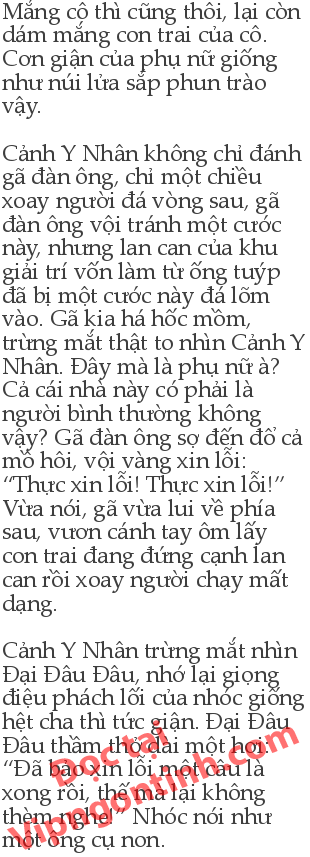 Mắng cô thì cũng thôi, lại còn
dám mắng con trai của cô.
Cơn giận của phụ nữ giống
như núi lửa sắp phun trào
vậy.

Cảnh Y Nhân không chỉ đánh
gã đàn ông, chỉ một chiều
xoay người đá vòng sau, gã
đàn ông vội tránh một cước
này, nhưng lan can của khu
giải trí vốn làm từ ống tuýp
đã bị một cước này đá lõm
vào. Gã kia há hốc mồm,
trừng mắt thật to nhìn Cảnh Y
Nhân. Đây mà là phụ nữ à?
Cả cái nhà này có phải là
người bình thường không
vậy? Gã đàn ông sợ đến đổ cả
mồ hôi, vội vàng xin lỗi:
“Thực xin lỗi! Thực xin lỗi!”
Vừa nói, gã vừa lui về phía
sau, vươn cánh tay ôm lấy
con trai đang đứng cạnh lan
can rồi xoay người chạy mất
dạng.

Cảnh Y Nhân trừng mắt nhìn
Đại Đâu Đâu, nhớ lại giọng
điệu phách lối của nhóc giống
hệt cha thì tức giận. Đại Đâu
Đâu thầm thở dài một hơi:
“Đã bảo xin lỗi một câu là
xong rồi, thế mà lại không
thèm nghe!” Nhóc nói như
một ông cụ non.
Đọc tại
Vipngontinh.com